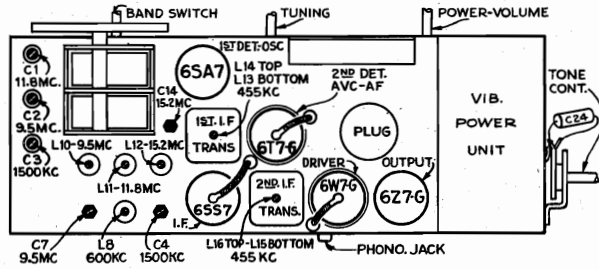 BAND SWITCH
TUNING
POWER-VOLUME
1ST DET-OSC
6SA7
L14 TOP
L13 BOTTOM
455KC
2ND DET.
AVC-AF
TONE
CONT.
C1
11.8MC.
C2
9.5MC.
C3
1500KC
C14
15.2MC
1ST. I.F
TRANS
6T7-G
PLUG
VIB.
POWER
UNIT
C24
L10-9.5MC
L12-15.2MC
L11-11.8MC
DRIVER
OUTPUT
6SS7
I.F.
2ND. I.F.
TRANS.
6W7-G
6Z7-G
C7
9.5MC
L8
600KC
C4
1500KC
L16 TOP-L15 BOTTOM
455 KC
PHONO. JACK